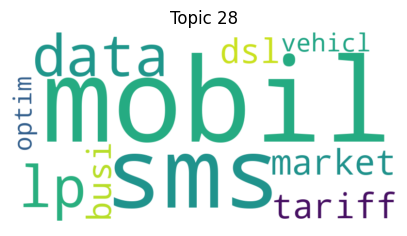 Topic 28
data
dsl
vehicl
optim
mobil
lp
busi
sms
market
tariff